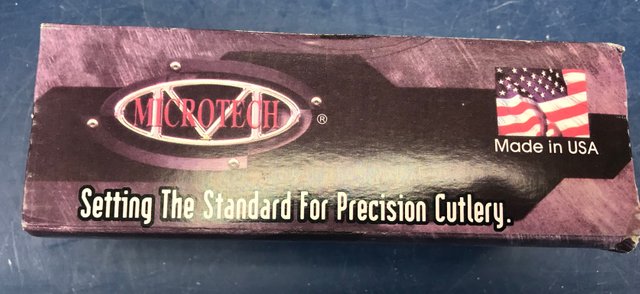 MICROTECH
®
Made in USA
Setting The Standard For Precision Cutlery.